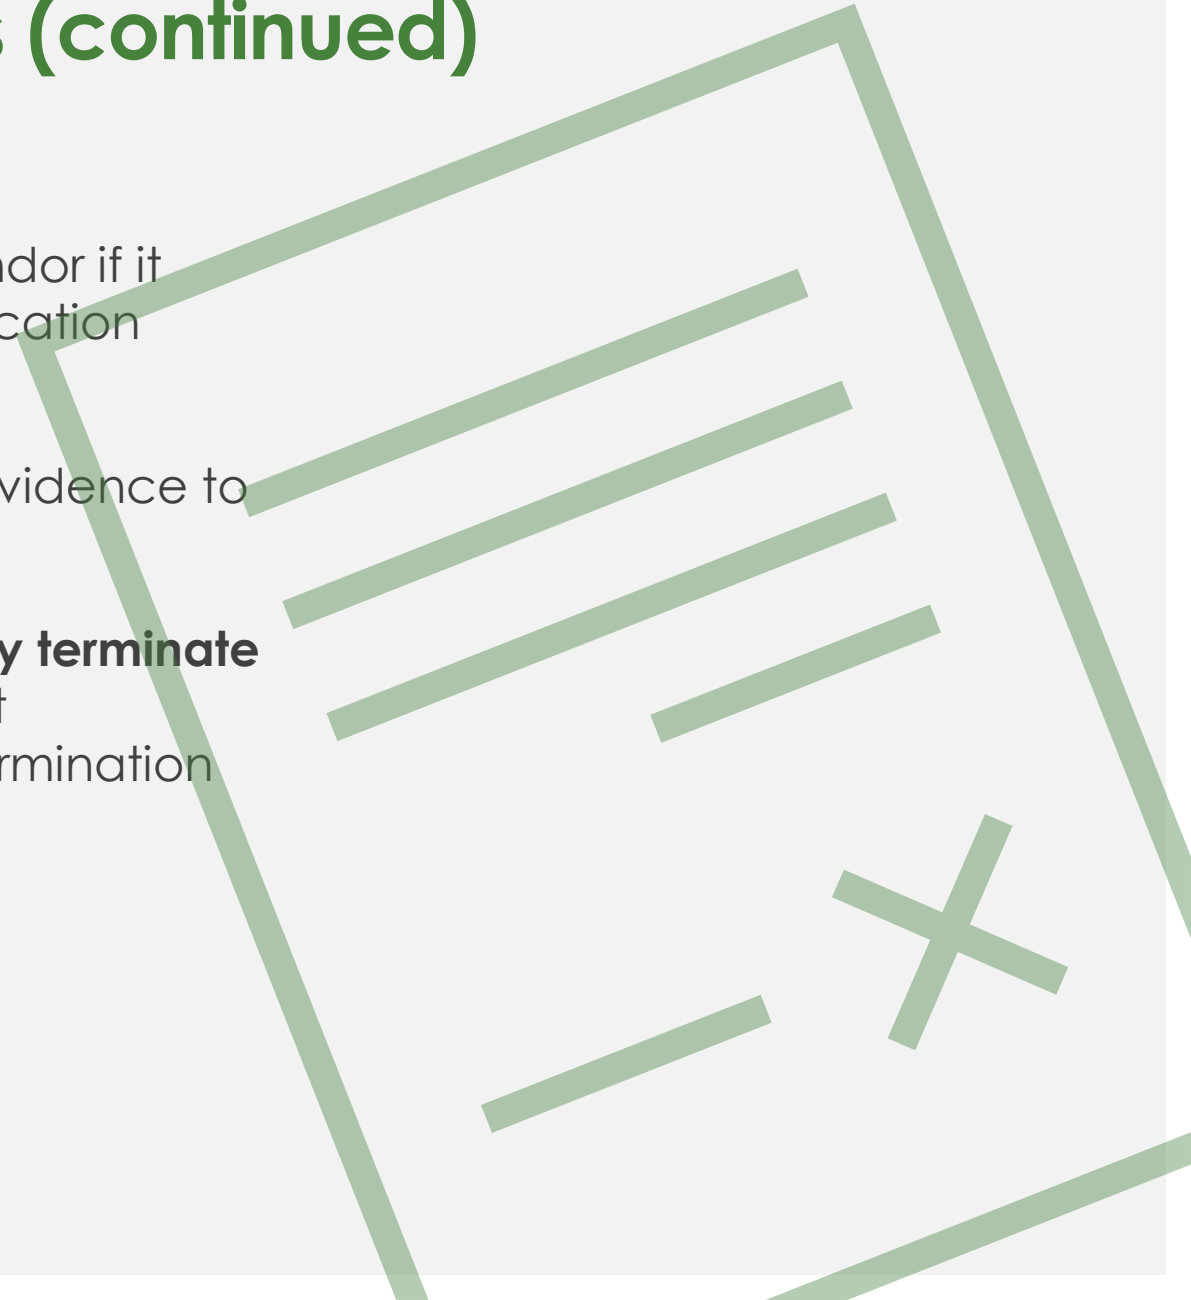 s (continued)
ndor if it
cation
vidence to
y terminate
t
rmination